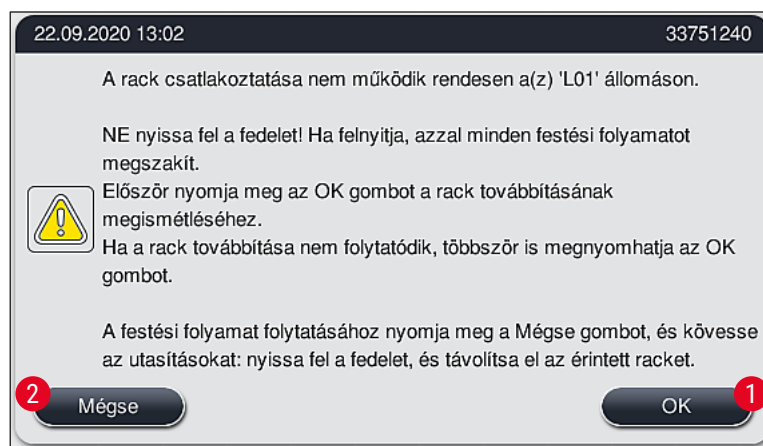 22.09.2020 13:02 33751240
A rack csatlakoztatása nem működik rendesen a(z) 'L01' állomáson.
NE nyissa fel a fedelet! Ha felnyitja, azzal minden festési folyamatot
megszakít.
Először nyomja meg az OK gombot a rack továbbításának
megismétléséhez.
Ha a rack továbbítása nem folytatódik, többször is megnyomhatja az OK
gombot.
A festési folyamat folytatásához nyomja meg a Mégse gombot, és kövesse
az utasításokat: nyissa fel a fedelet, és távolítsa el az érintett racket.
2 Mégse OK 1